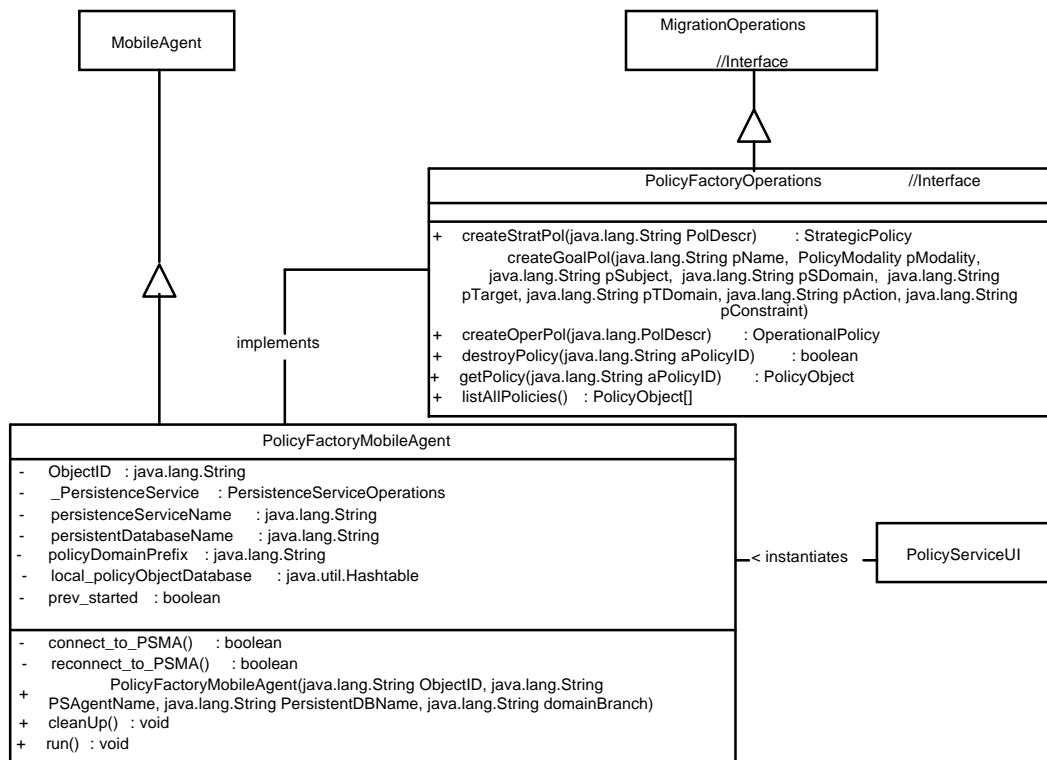 MobileAgent
MigrationOperations
//Interface
PolicyFactoryOperations //Interface
+ createStratPol(java.lang.String PolDescr) : StrategicPolicy
createGoalPol(java.lang.String pName, PolicyModality pModality,
java.lang.String pSubject, java.lang.String pSDomain, java.lang.String
pTarget, java.lang.String pTDomain, java.lang.String pAction, java.lang.String
pConstraint)
+ createOperPol(java.lang.PolDescr) : OperationalPolicy
+ destroyPolicy(java.lang.String aPolicyID) : boolean
+ getPolicy(java.lang.String aPolicyID) : PolicyObject
+ listAllPolicies() : PolicyObject[]
implements
PolicyFactoryMobileAgent
- ObjectID : java.lang.String
- _PersistenceService : PersistenceServiceOperations
- persistenceServiceName : java.lang.String
- persistentDatabaseName : java.lang.String
- policyDomainPrefix : java.lang.String
- local_policyObjectDatabase : java.util.Hashtable
- prev_started : boolean
- connect_to_PSMA() : boolean
- reconnect_to_PSMA() : boolean
+ PolicyFactoryMobileAgent(java.lang.String ObjectID, java.lang.String
PSAgentName, java.lang.String PersistentDBName, java.lang.String domainBranch)
+ cleanUp() : void
+ run() : void
< instantiates
PolicyServiceUI